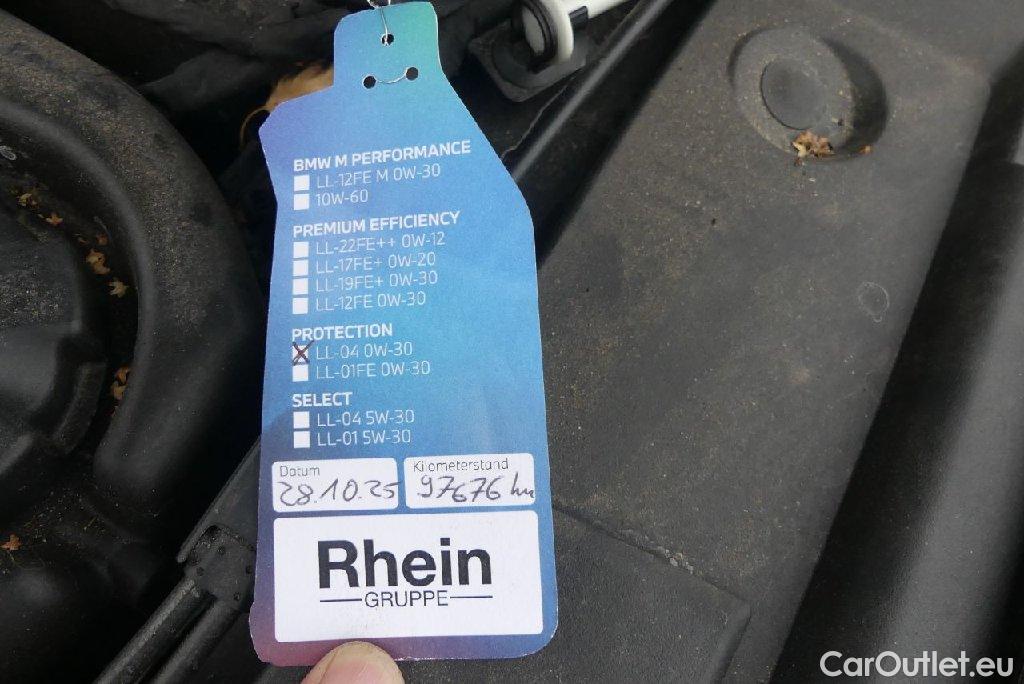 BMW M PERFORMANCE
LL-12FE M 0W-30
10W-60
PREMIUM EFFICIENCY
LL-22FE++ 0W-12
LL-17FE+ 0W-20
LL-19FE+ 0W-30
LL-12FE 0W-30
PROTECTION
LL-04 0W-30
LL-01FE 0W-30
SELECT
LL-04 5W-30
LL-01 5W-30
Datum
28.10.25
Kilometerstand
97676 km
Rhein
GRUPPE
CarOutlet.eu